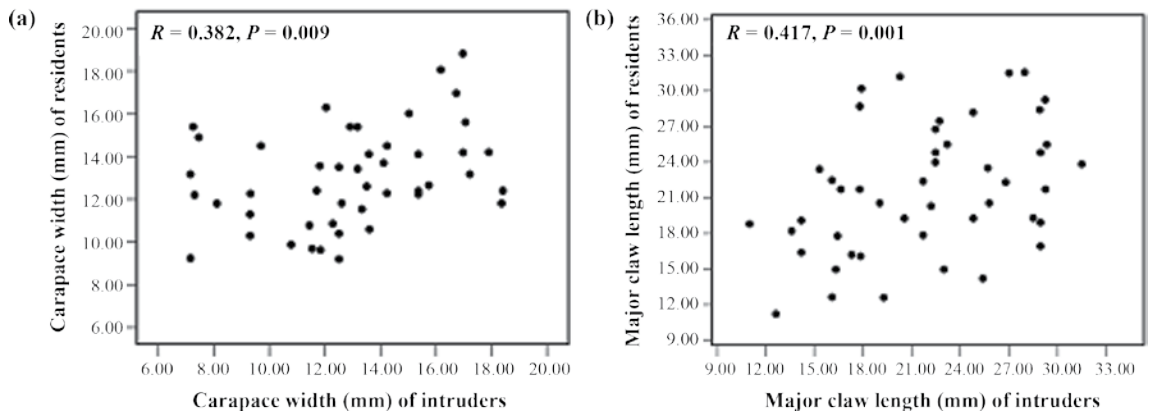 (a)
R = 0.382, P = 0.009
Carapace width (mm) of residents
20.00
18.00
16.00
14.00
12.00
10.00
8.00
6.00
6.00 8.00 10.00 12.00 14.00 16.00 18.00 20.00
Carapace width (mm) of intruders
(b)
R = 0.417, P = 0.001
Major claw length (mm) of residents
36.00
33.00
30.00
27.00
24.00
21.00
18.00
15.00
12.00
9.00
9.00 12.00 15.00 18.00 21.00 24.00 27.00 30.00 33.00
Major claw length (mm) of intruders